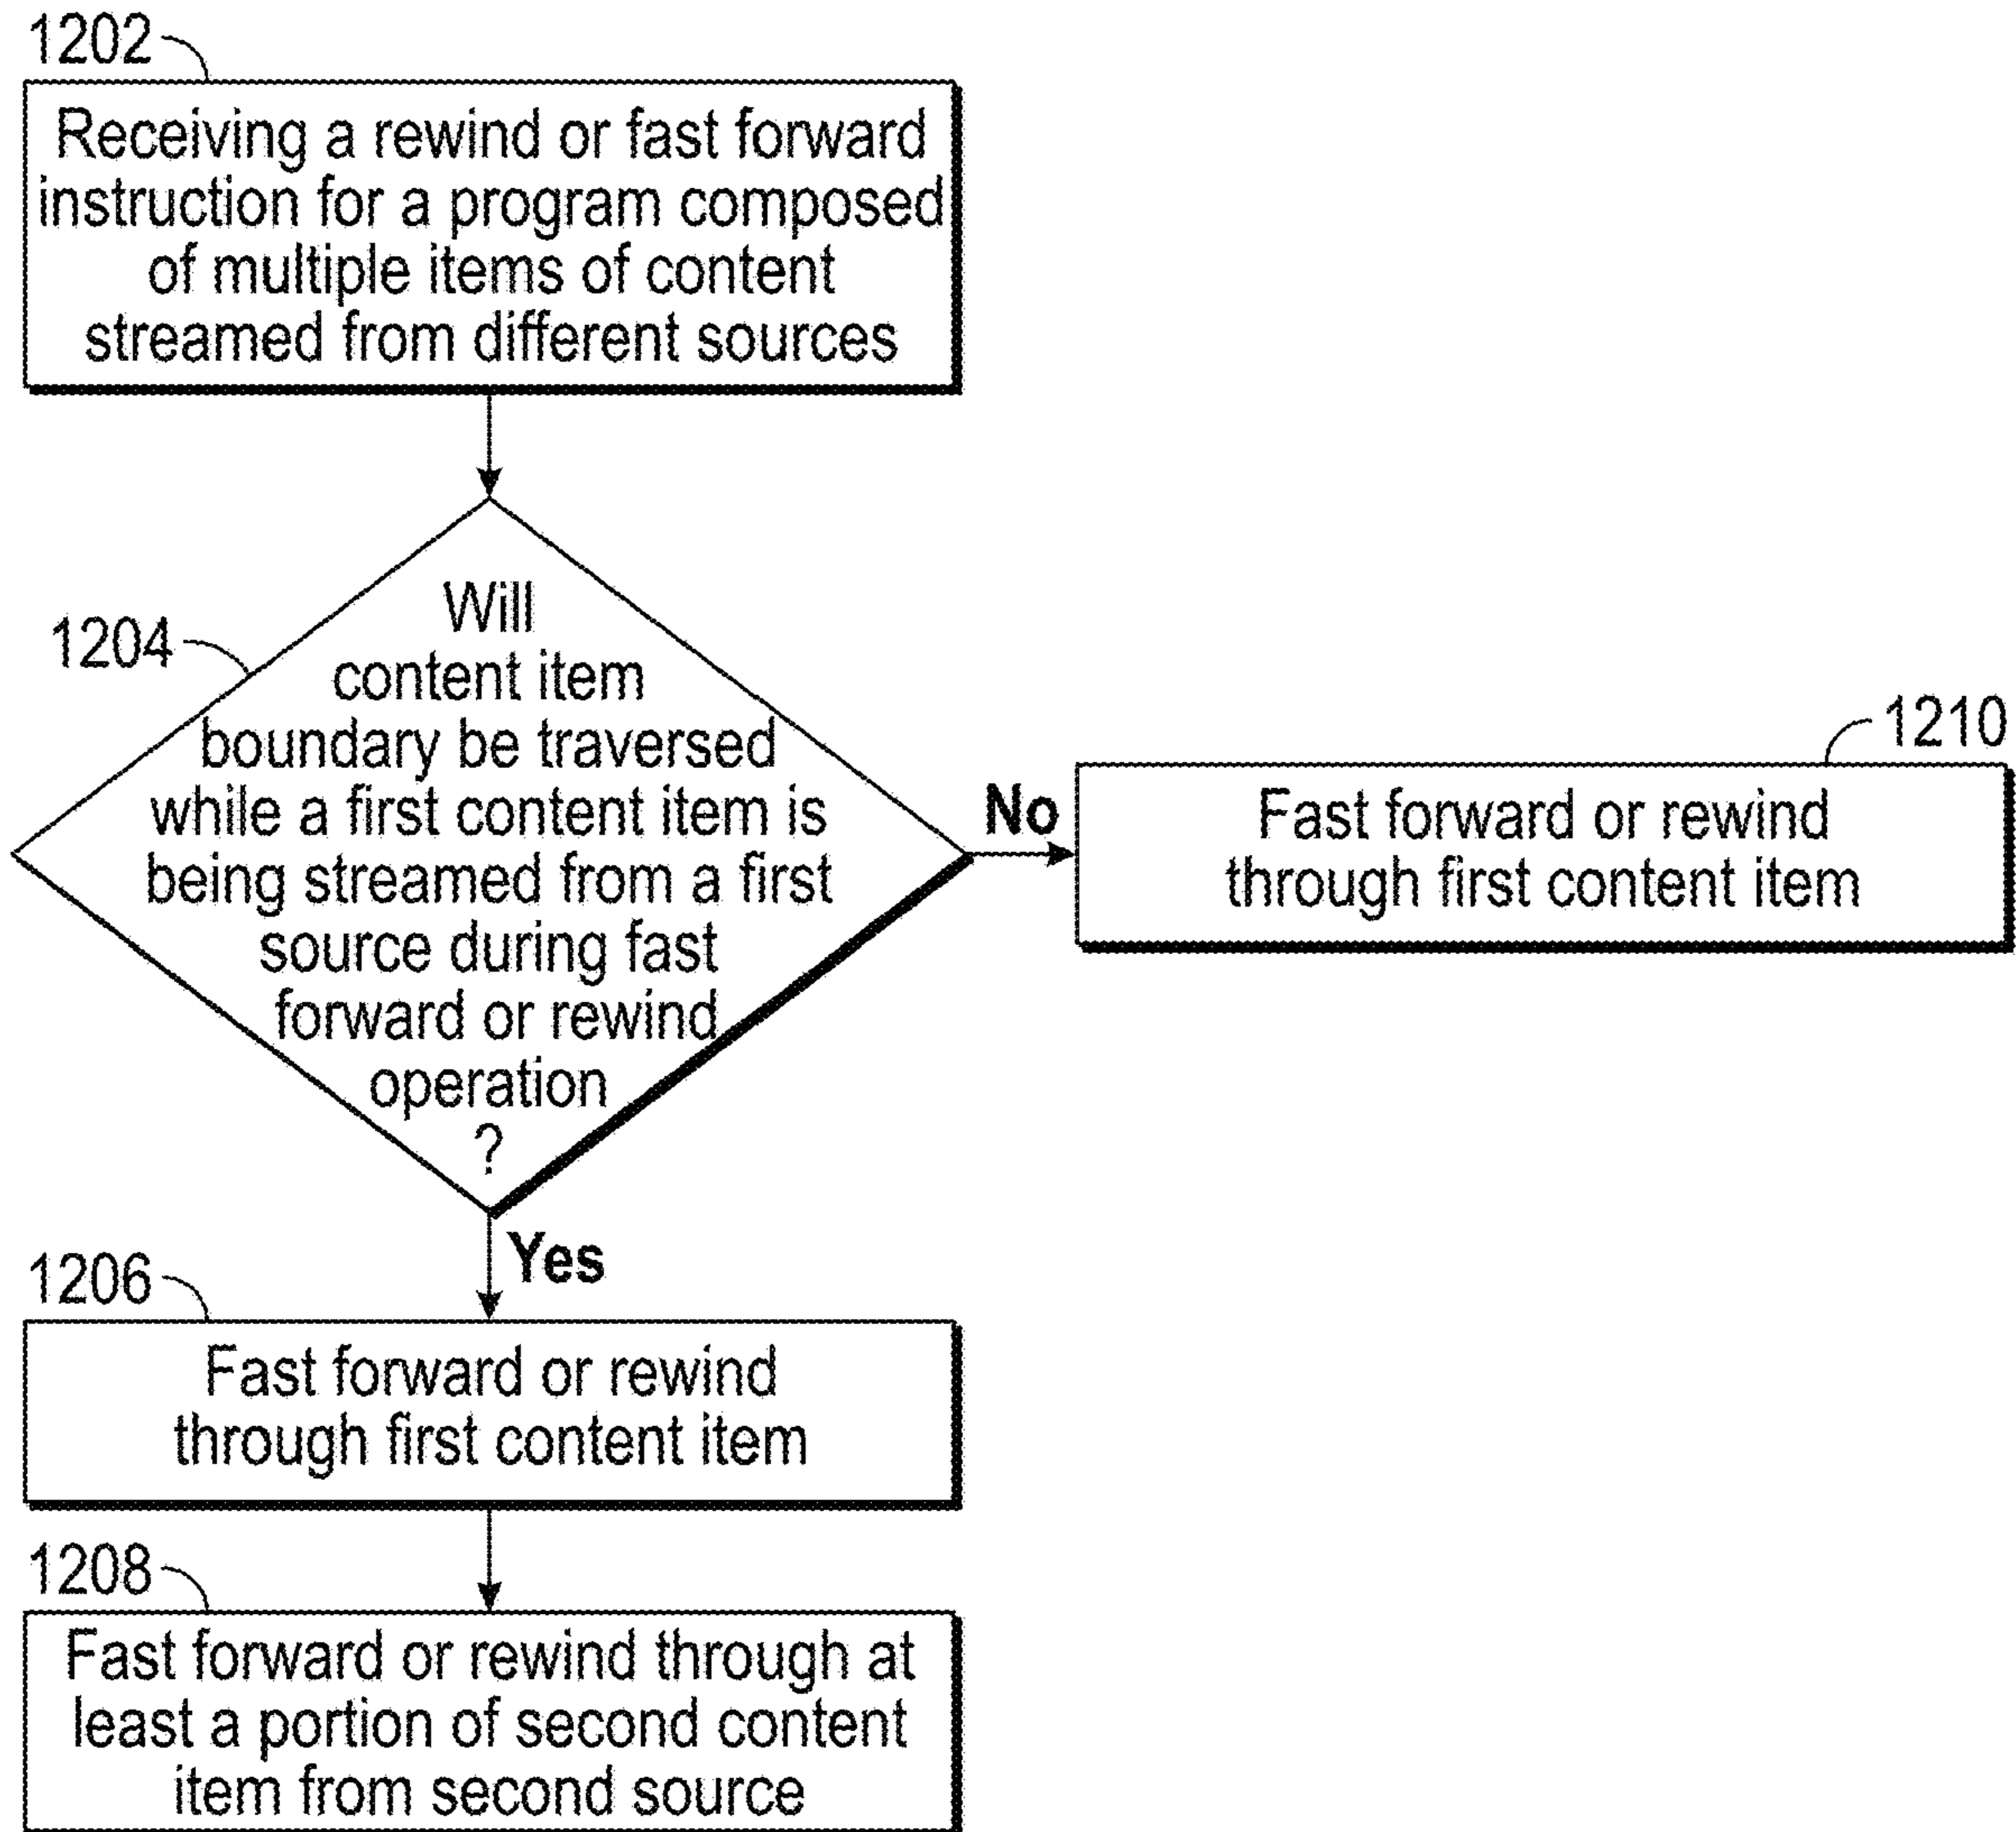 1202
Receiving a rewind or fast forward
instruction for a program composed
of multiple items of content
streamed from different sources
1204
Will
content item
boundary be traversed
while a first content item is
being streamed from a first
source during fast
forward or rewind
operation
?
No
1210
Fast forward or rewind
through first content item
Yes
1206
Fast forward or rewind
through first content item
1208
Fast forward or rewind through at
least a portion of second content
item from second source